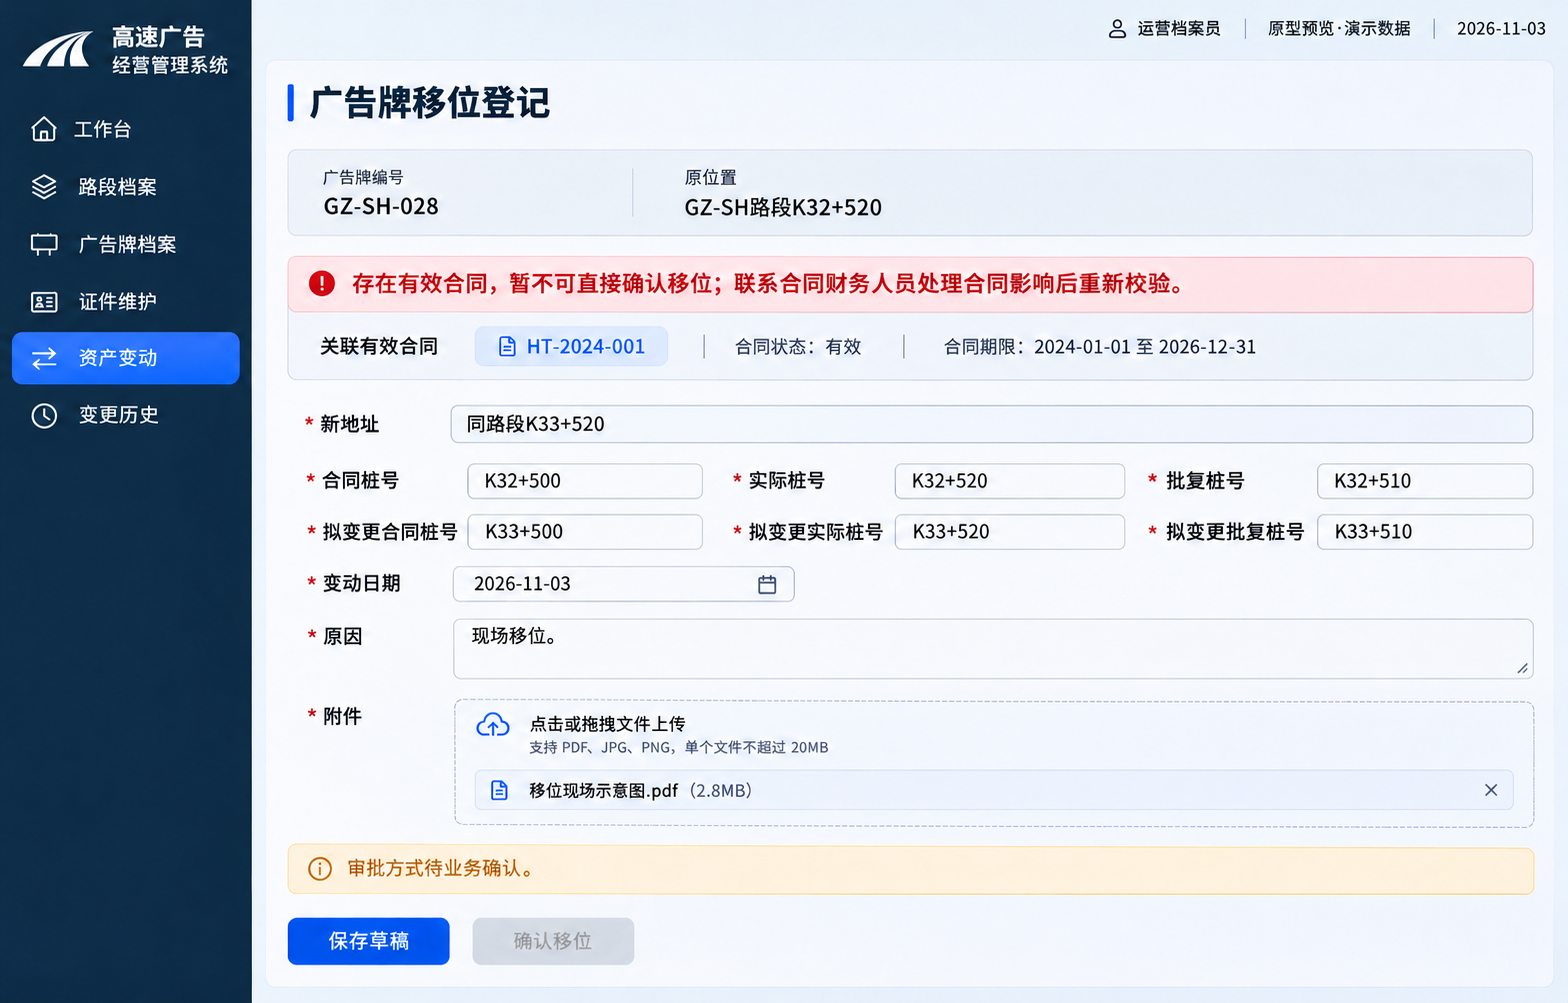 高速广告
经营管理系统
运营档案员
原型预览·演示数据
2026-11-03
工作台
路段档案
广告牌档案
证件维护
资产变动
变更历史
广告牌移位登记
广告牌编号
GZ-SH-028
原位置
GZ-SH路段K32+520
存在有效合同，暂不可直接确认移位；联系合同财务人员处理合同影响后重新校验。
关联有效合同
HT-2024-001
合同状态：有效
合同期限：2024-01-01 至 2026-12-31
* 新地址
同路段K33+520
* 合同桩号
K32+500
* 实际桩号
K32+520
* 批复桩号
K32+510
* 拟变更合同桩号
K33+500
* 拟变更实际桩号
K33+520
* 拟变更批复桩号
K33+510
* 变动日期
2026-11-03
* 原因
现场移位。
* 附件
点击或拖拽文件上传
支持 PDF、JPG、PNG，单个文件不超过 20MB
移位现场示意图.pdf（2.8MB）
审批方式待业务确认。
保存草稿
确认移位